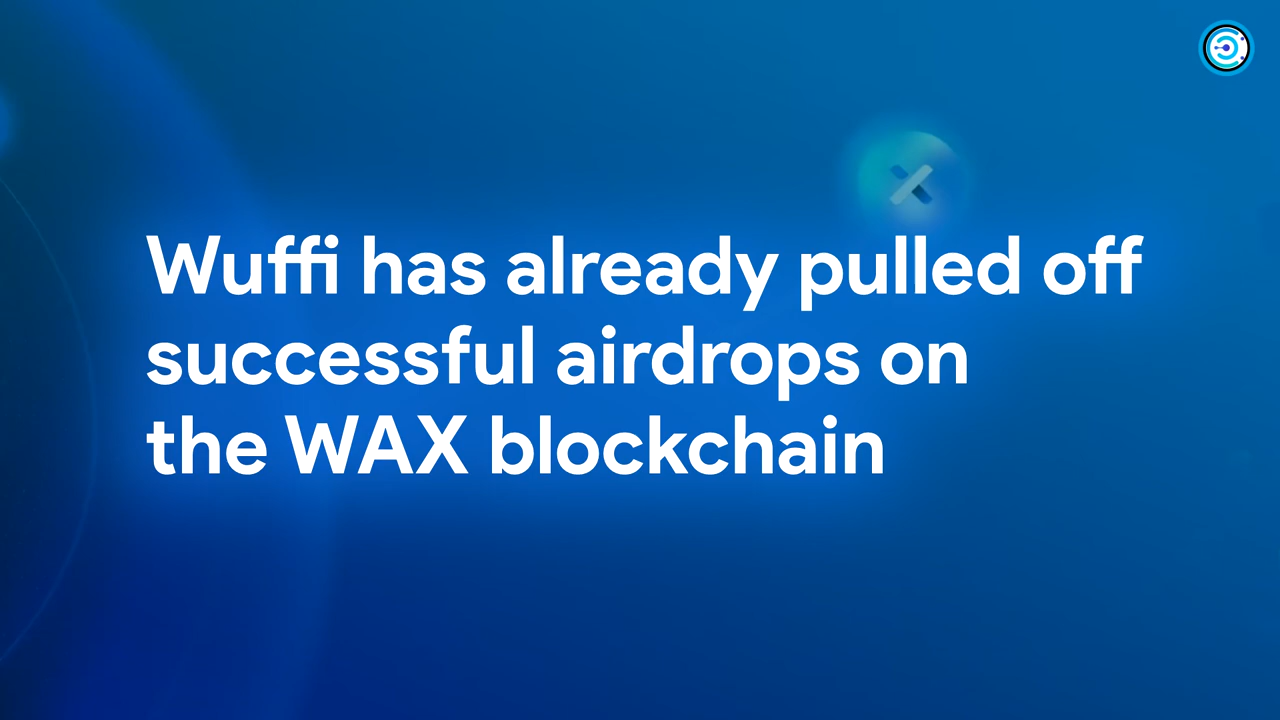 Wuffi has already pulled off
successful airdrops on
the WAX blockchain